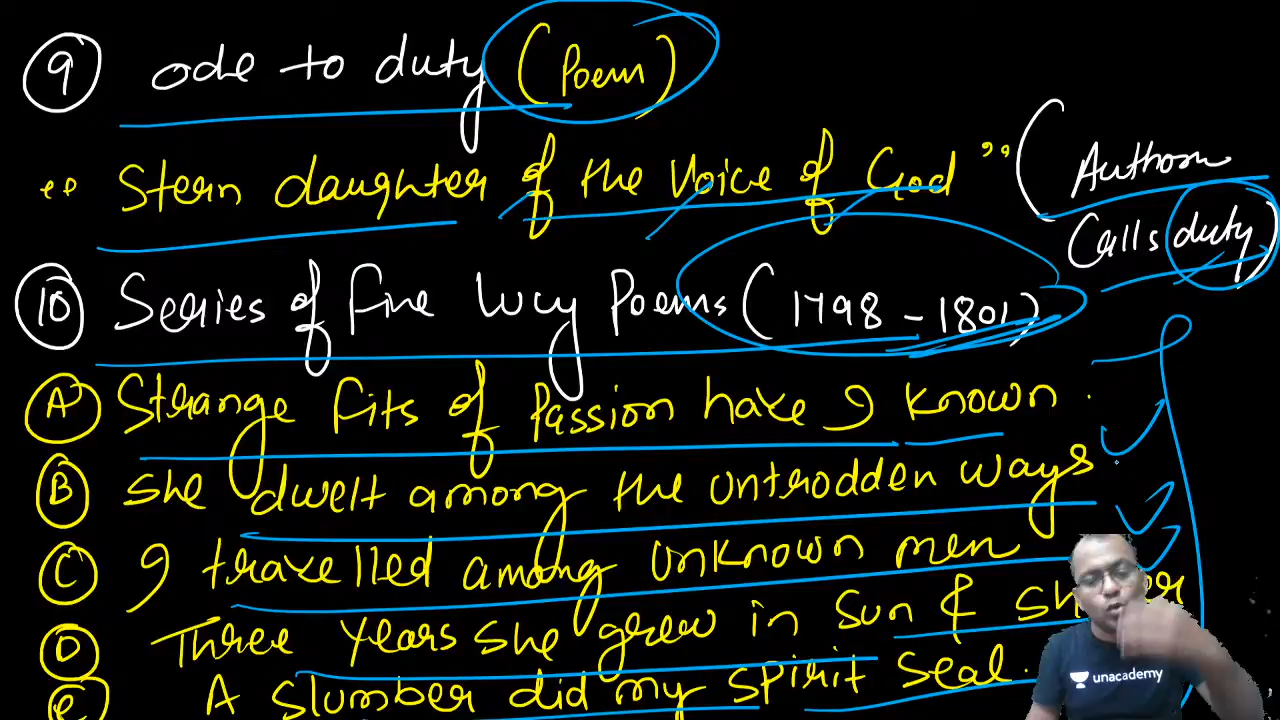 9 ode to duty (Poem)
"Stern daughter of the voice of God" (Author
Calls duty)
10 Series of five Lucy Poems (1798 - 1801)
A Strange fits of Passion have I known.
B She dwelt among the untrodden ways.
C I travelled among unknown men
D Three years she grew in sun & sh er
E A slumber did my spirit seal.
unacademy